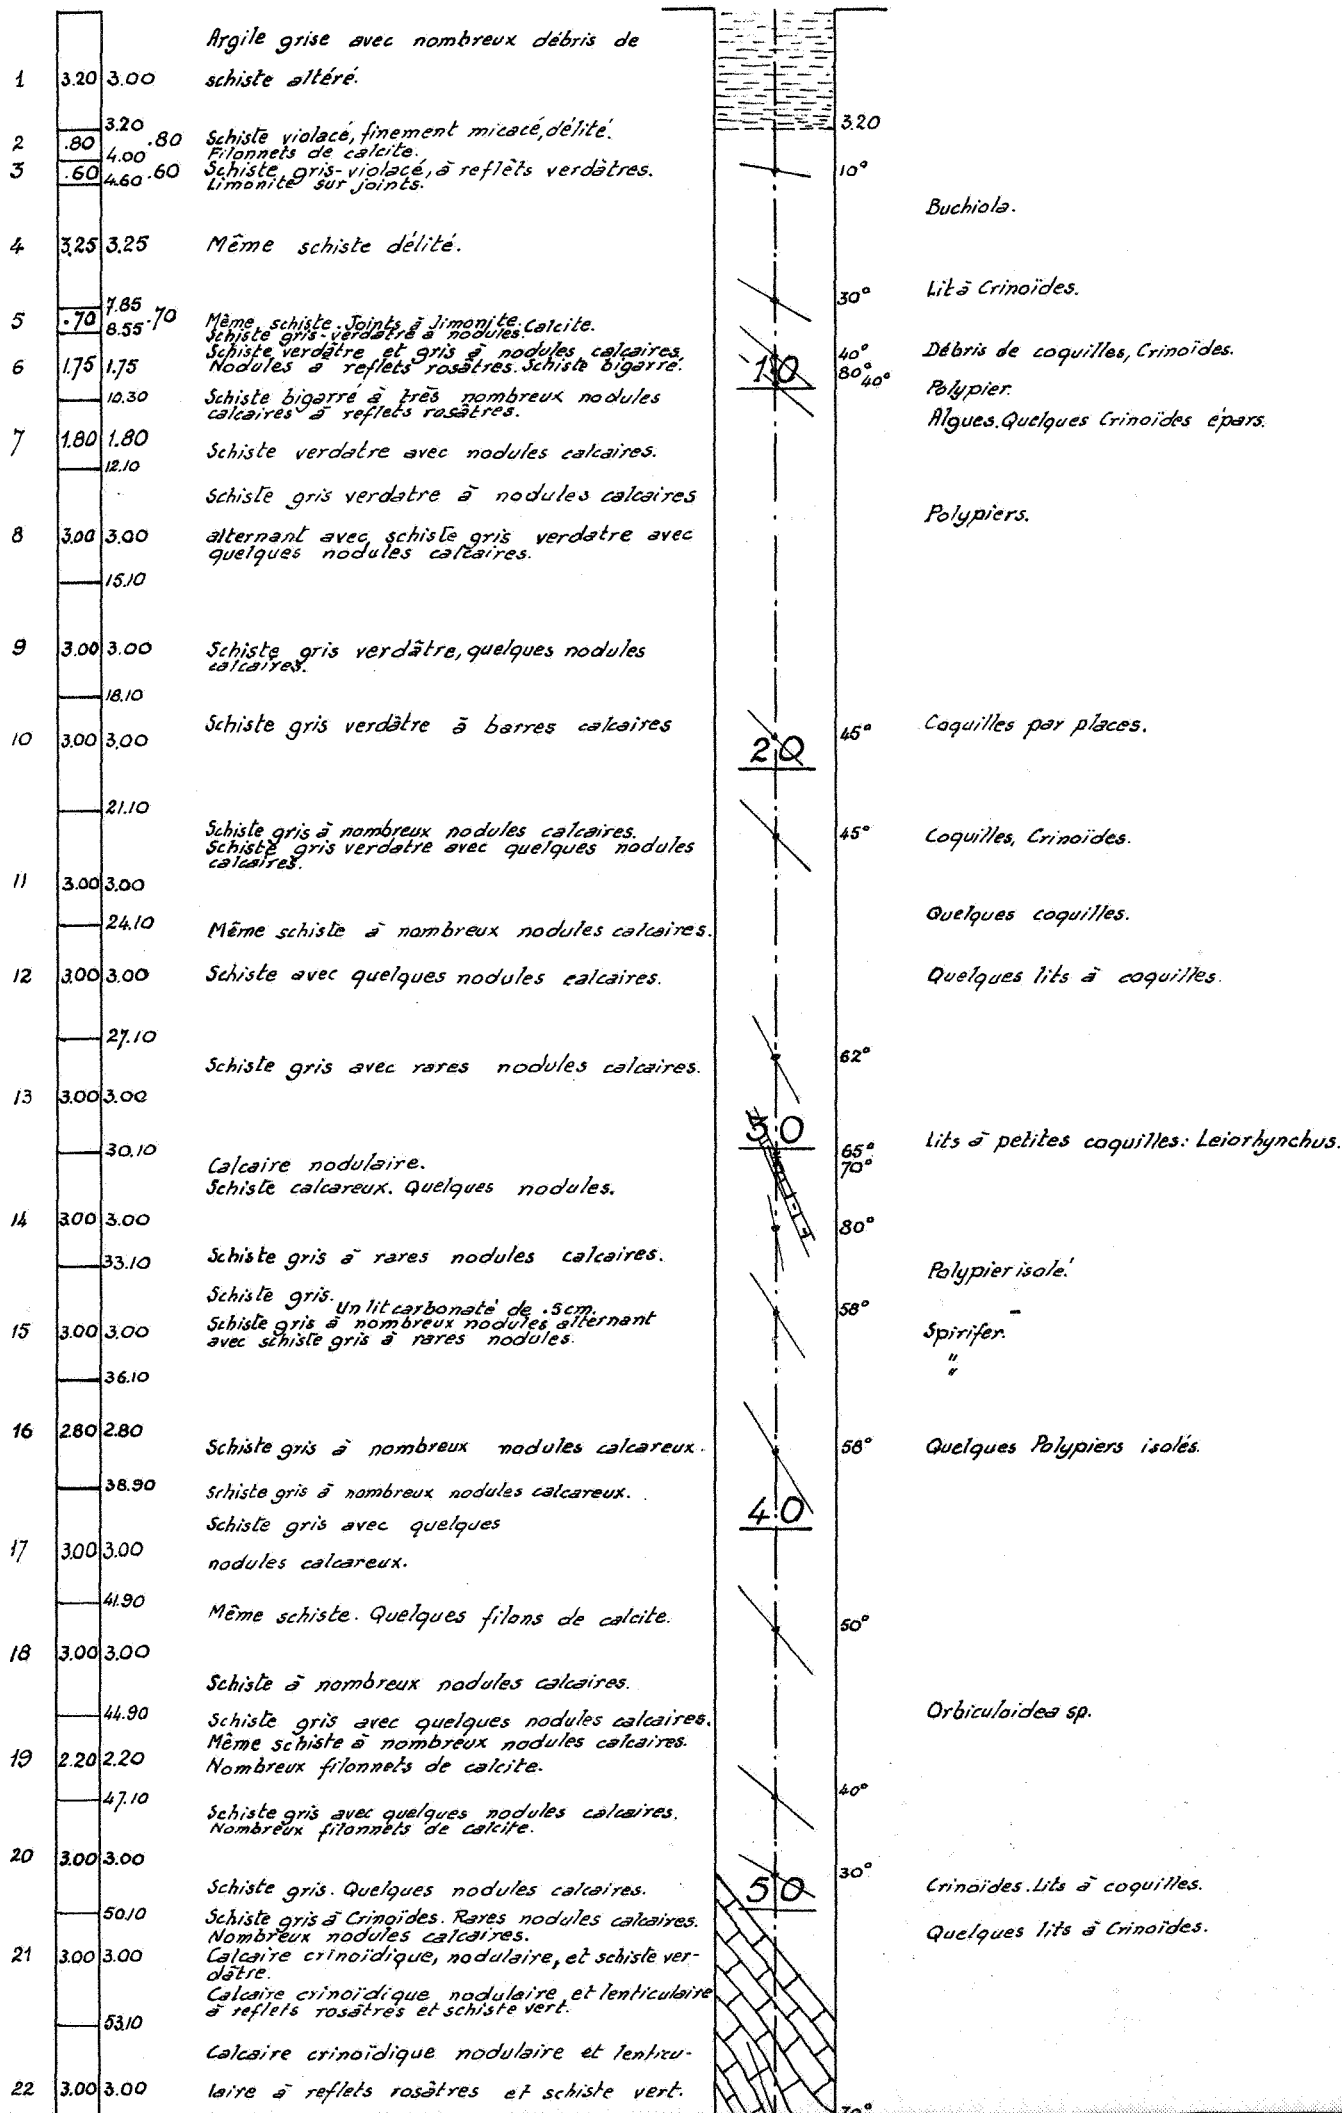 Argile grise avec nombreux débris de
1 3.20 3.00 schiste altéré.
3.20 3.20
2 .80 .80 Schiste violacé, finement micacé, délité.
4.00 Filonnets de calcite.
3 .60 .60 Schiste gris-violacé, à reflets verdâtres. 10°
4.60 Limonite sur joints.
Buchiola.
4 3.25 3.25 Même schiste délité.
30° Lit à Crinoïdes.
7.85
5 .70 .70 Même schiste. Joints à limonite. Calcite.
8.55 Schiste gris-verdâtre à nodules.
Schiste verdâtre et gris à nodules calcaires. 40° Débris de coquilles, Crinoïdes.
6 1.75 1.75 Nodules à reflets rosâtres. Schiste bigarré. 10 80° 40°
Polypier.
10.30 Schiste bigarré à très nombreux nodules
calcaires à reflets rosâtres. Algues. Quelques Crinoïdes épars.
7 1.80 1.80 Schiste verdatre avec nodules calcaires.
12.10
Schiste gris verdatre à nodules calcaires
Polypiers.
8 3.00 3.00 alternant avec schiste gris verdatre avec
quelques nodules calcaires.
15.10
9 3.00 3.00 Schiste gris verdâtre, quelques nodules
calcaires.
18.10
Schiste gris verdâtre à barres calcaires 45° Coquilles par places.
10 3.00 3.00 20
21.10
Schiste gris à nombreux nodules calcaires. 45° Coquilles, Crinoïdes.
Schiste gris verdatre avec quelques nodules
calcaires.
11 3.00 3.00
Quelques coquilles.
24.10 Même schiste à nombreux nodules calcaires.
12 3.00 3.00 Schiste avec quelques nodules calcaires. Quelques lits à coquilles.
27.10
Schiste gris avec rares nodules calcaires. 62°
13 3.00 3.00
30
30.10 65° Lits à petites coquilles: Leiorhynchus.
Calcaire nodulaire. 70°
Schiste calcareux. Quelques nodules.
14 3.00 3.00 80°
33.10 Schiste gris à rares nodules calcaires.
Polypier isolé.
Schiste gris. Un lit carbonaté de .5cm. 58°
Schiste gris à nombreux nodules alternant
15 3.00 3.00 avec schiste gris à rares nodules. Spirifer.
"
"
36.10
16 2.80 2.80
Schiste gris à nombreux nodules calcareux. 58° Quelques Polypiers isolés.
38.90 Schiste gris à nombreux nodules calcareux.
40
Schiste gris avec quelques
17 3.00 3.00 nodules calcareux.
41.90 Même schiste. Quelques filons de calcite. 50°
18 3.00 3.00
Schiste à nombreux nodules calcaires.
44.90 Schiste gris avec quelques nodules calcaires. Orbiculoidea sp.
Même schiste à nombreux nodules calcaires.
19 2.20 2.20 Nombreux filonnets de calcite.
47.10 40°
Schiste gris avec quelques nodules calcaires.
Nombreux filonnets de calcite.
20 3.00 3.00 30°
Schiste gris. Quelques nodules calcaires. 50 Crinoïdes. Lits à coquilles.
50.10 Schiste gris à Crinoïdes. Rares nodules calcaires.
Nombreux nodules calcaires. Quelques lits à Crinoïdes.
21 3.00 3.00 Calcaire crinoïdique, nodulaire, et schiste ver-
dâtre.
Calcaire crinoïdique nodulaire et lenticulaire
à reflets rosâtres et schiste vert.
53.10
Calcaire crinoïdique nodulaire et lenticu-
22 3.00 3.00 laire à reflets rosâtres et schiste vert.